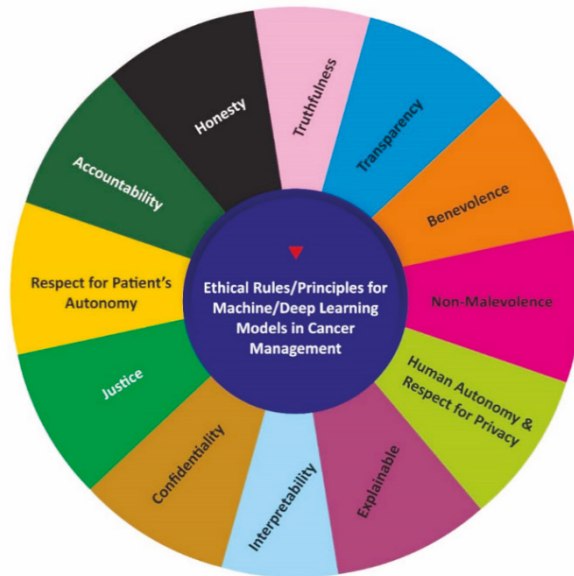 Ethical Rules/Principles for
Machine/Deep Learning
Models in Cancer
Management
Truthfulness
Transparency
Benevolence
Non-Malevolence
Human Autonomy &
Respect for Privacy
Explainable
Interpretability
Confidentiality
Justice
Respect for Patient's
Autonomy
Accountability
Honesty